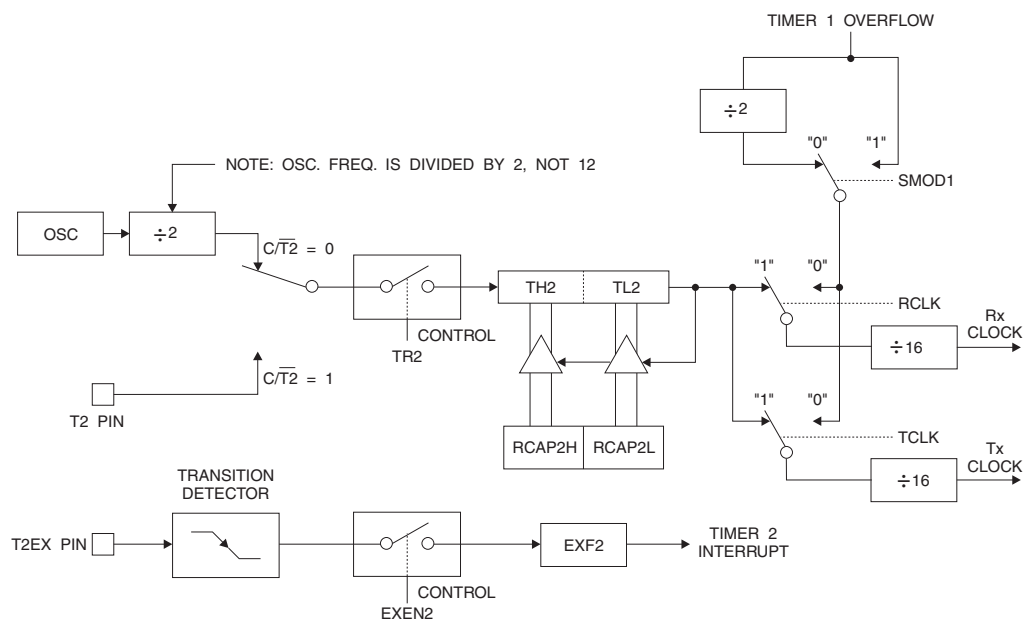 TIMER 1 OVERFLOW
÷2
"0" "1"
NOTE: OSC. FREQ. IS DIVIDED BY 2, NOT 12
SMOD1
OSC
÷2
C/T2̅ = 0
"1" "0"
TH2 TL2
RCLK
Rx
CLOCK
CONTROL
TR2
÷16
C/T2̅ = 1
T2 PIN
"1" "0"
TCLK
RCAP2H RCAP2L
Tx
CLOCK
÷16
TRANSITION
DETECTOR
T2EX PIN
EXF2
TIMER 2
INTERRUPT
CONTROL
EXEN2